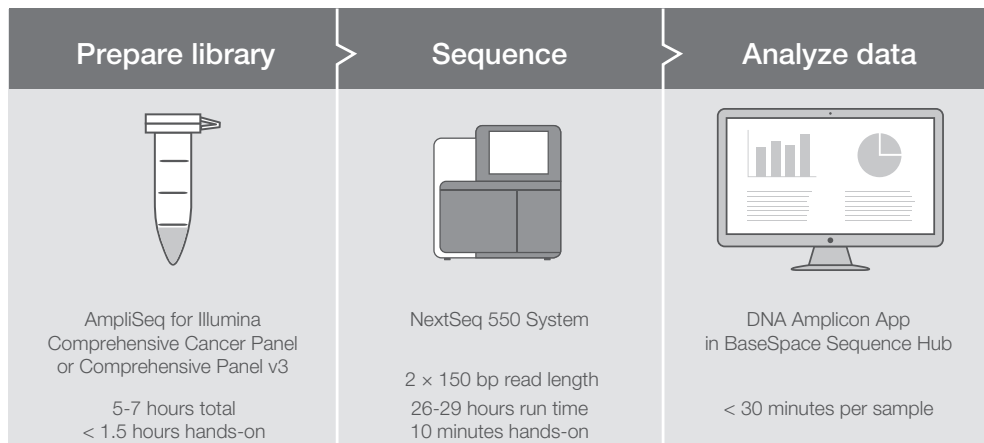 Prepare library
Sequence
Analyze data
AmpliSeq for Illumina
Comprehensive Cancer Panel
or Comprehensive Panel v3
5-7 hours total
< 1.5 hours hands-on
NextSeq 550 System
2 × 150 bp read length
26-29 hours run time
10 minutes hands-on
DNA Amplicon App
in BaseSpace Sequence Hub
< 30 minutes per sample